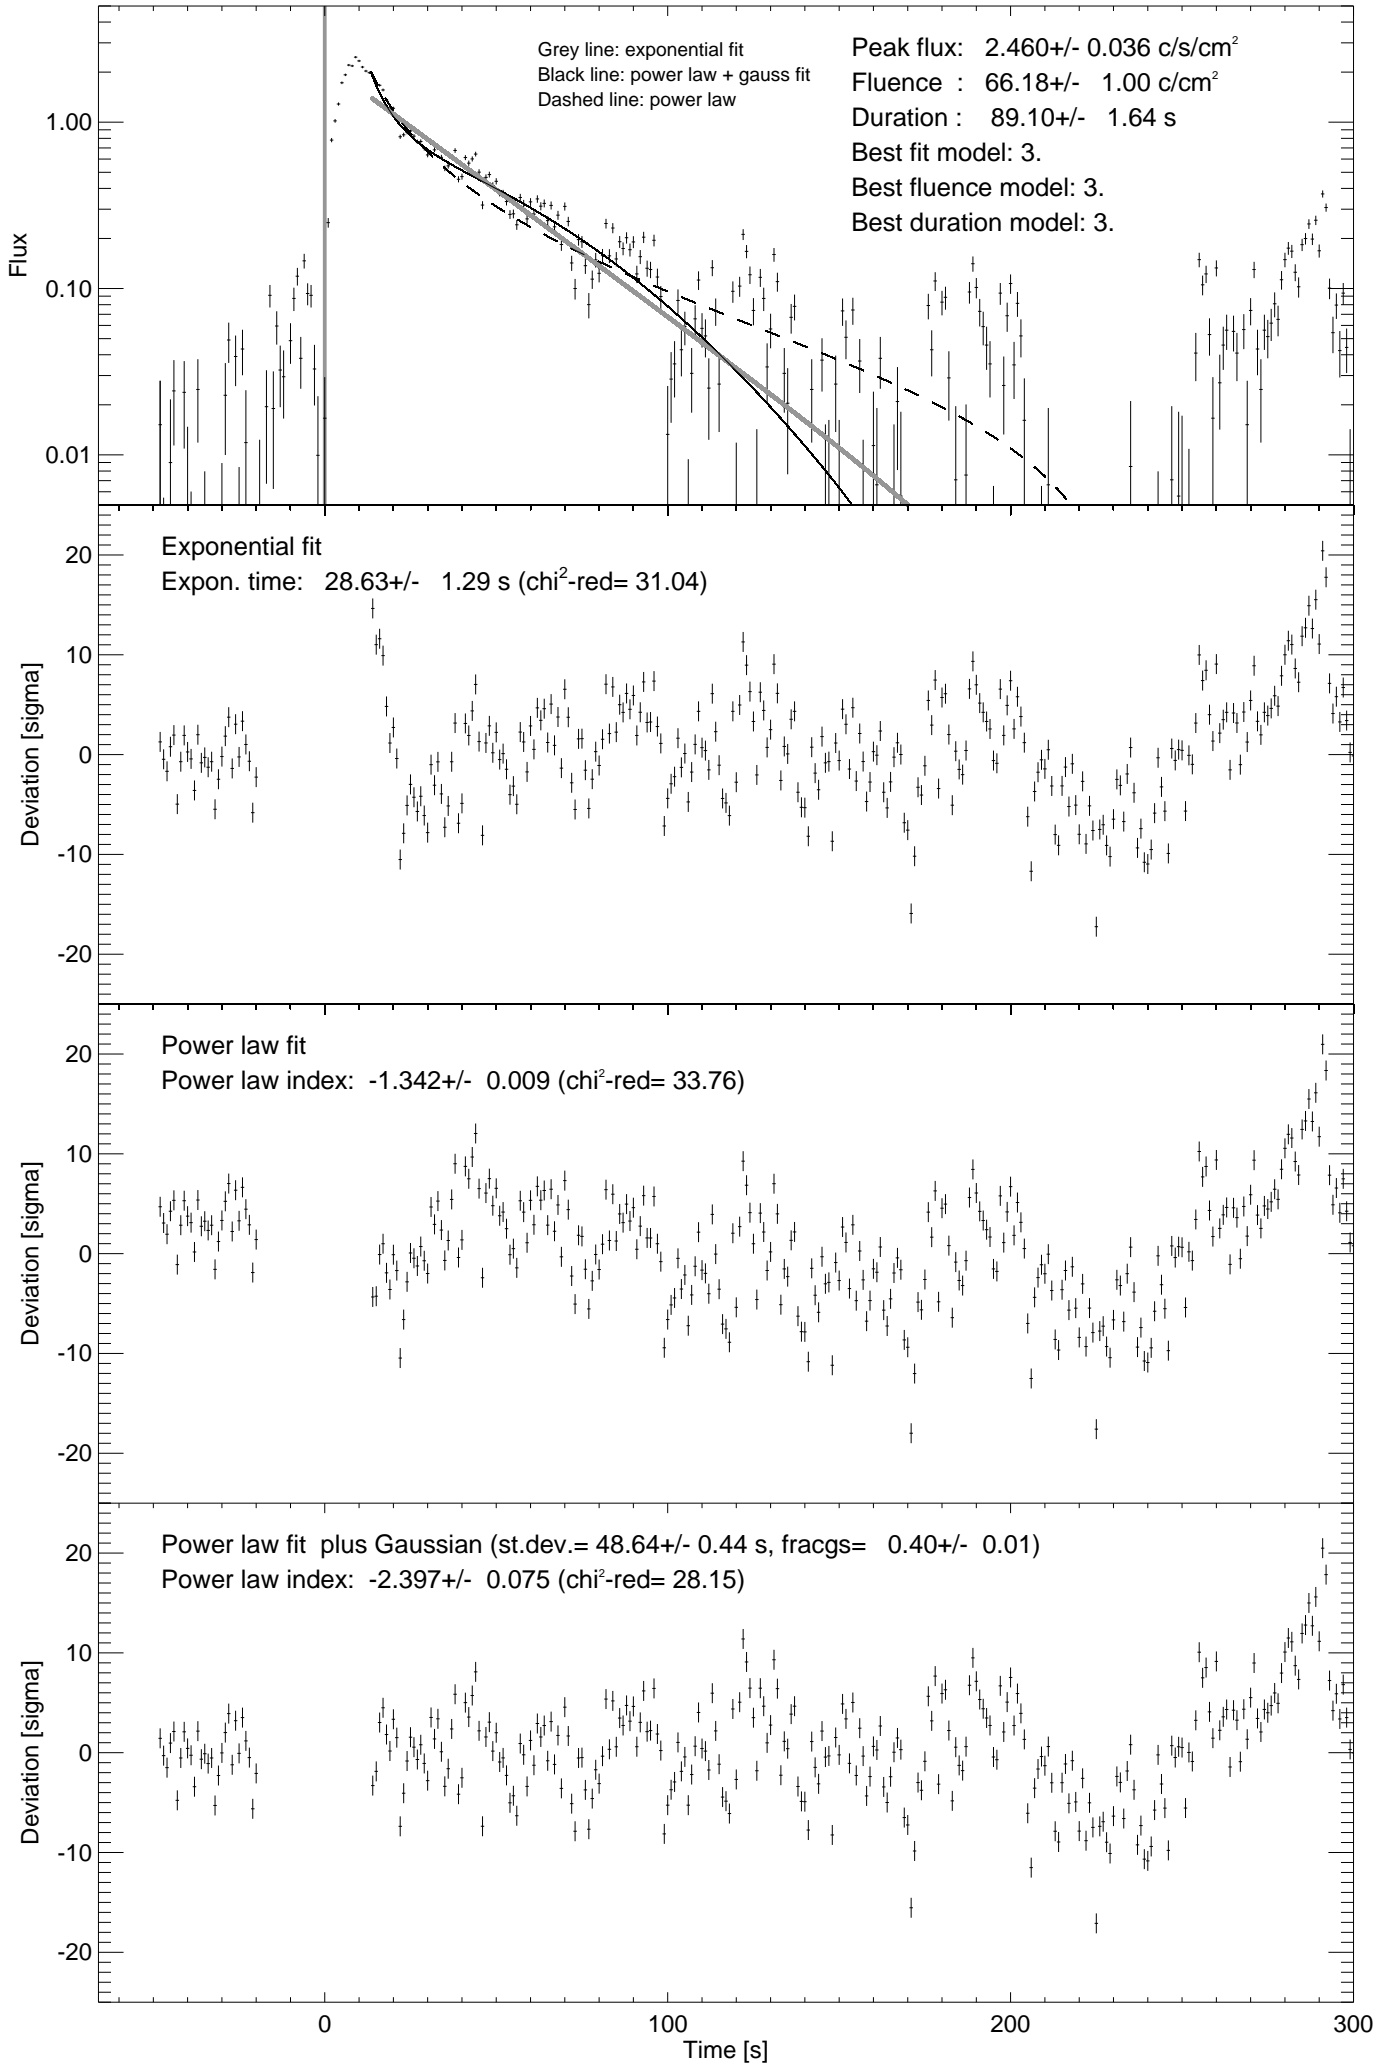 Grey line: exponential fit
Black line: power law + gauss fit
Dashed line: power law
Peak flux: 2.460+/- 0.036 c/s/cm²
Fluence : 66.18+/- 1.00 c/cm²
Duration : 89.10+/- 1.64 s
Best fit model: 3.
Best fluence model: 3.
Best duration model: 3.
Flux
1.00
0.10
0.01
Exponential fit
Expon. time: 28.63+/- 1.29 s (chi²-red= 31.04)
Deviation [sigma]
20
10
0
-10
-20
Power law fit
Power law index: -1.342+/- 0.009 (chi²-red= 33.76)
Deviation [sigma]
20
10
0
-10
-20
Power law fit plus Gaussian (st.dev.= 48.64+/- 0.44 s, fracgs= 0.40+/- 0.01)
Power law index: -2.397+/- 0.075 (chi²-red= 28.15)
Deviation [sigma]
20
10
0
-10
-20
0 100 200 300
Time [s]